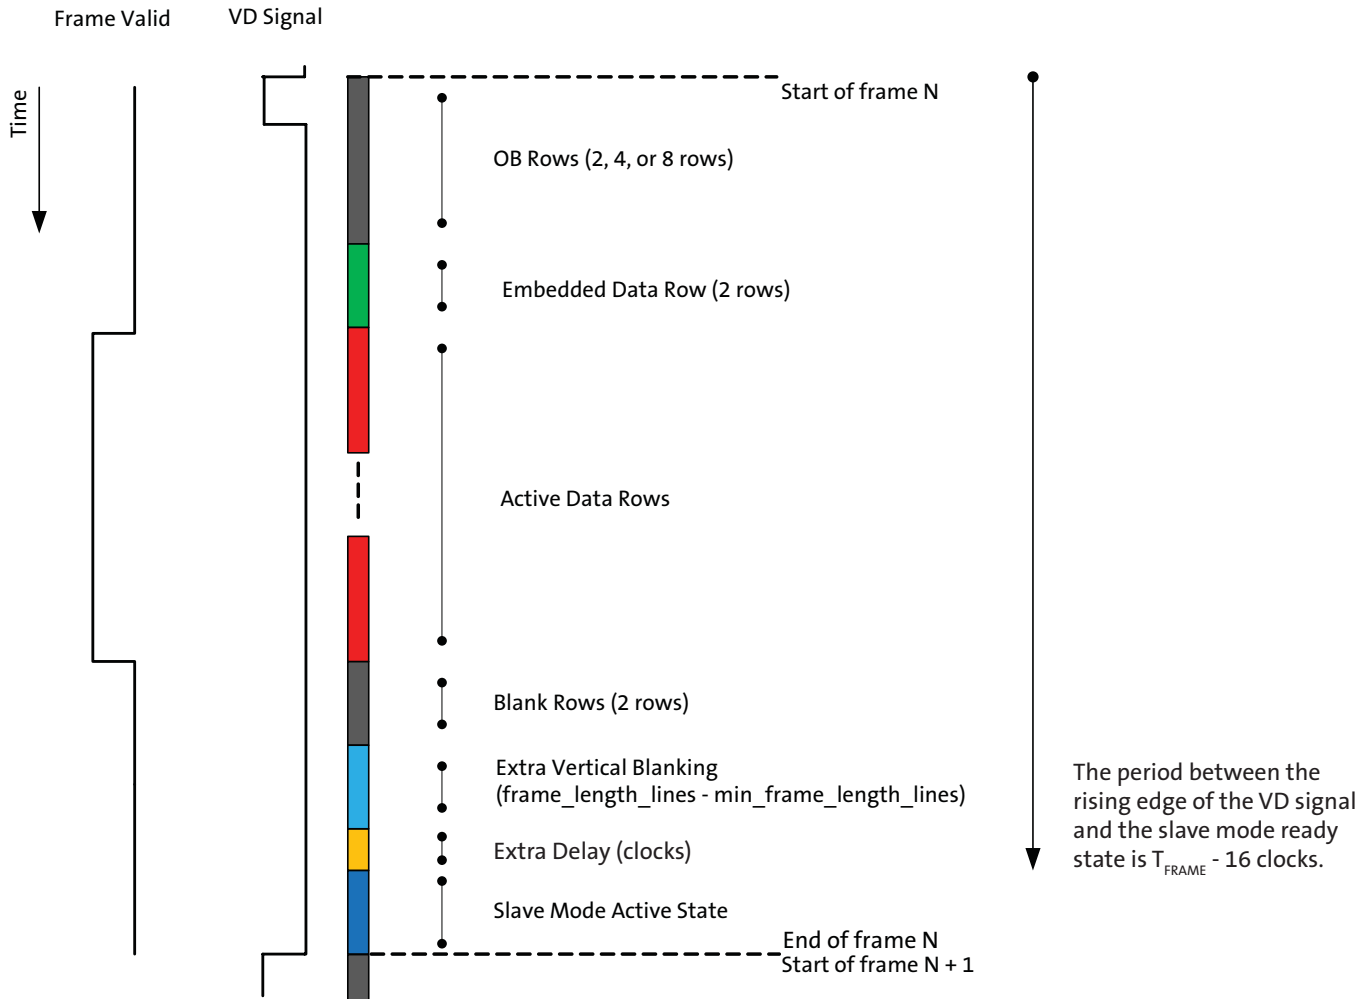 Frame Valid
VD Signal
Time
Start of frame N
OB Rows (2, 4, or 8 rows)
Embedded Data Row (2 rows)
Active Data Rows
Blank Rows (2 rows)
Extra Vertical Blanking
(frame_length_lines - min_frame_length_lines)
Extra Delay (clocks)
The period between the
rising edge of the VD signal
and the slave mode ready
state is T_FRAME - 16 clocks.
Slave Mode Active State
End of frame N
Start of frame N + 1